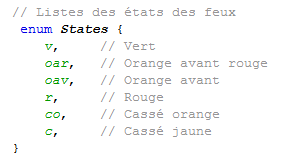 // Listes des états des feux
enum States {
v, // Vert
oar, // Orange avant rouge
oav, // Orange avant
r, // Rouge
co, // Cassé orange
c, // Cassé jaune
}